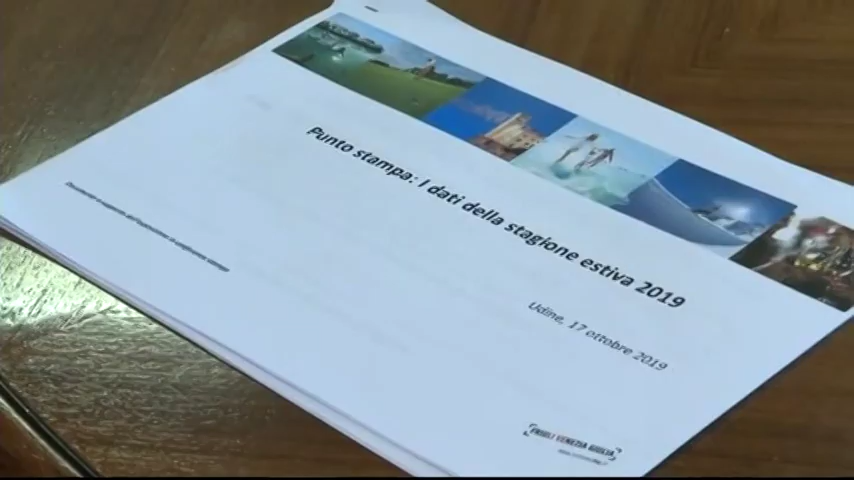 Punto stampa: I dati della stagione estiva 2019
Udine, 17 ottobre 2019
FRIULI VENEZIA GIULIA